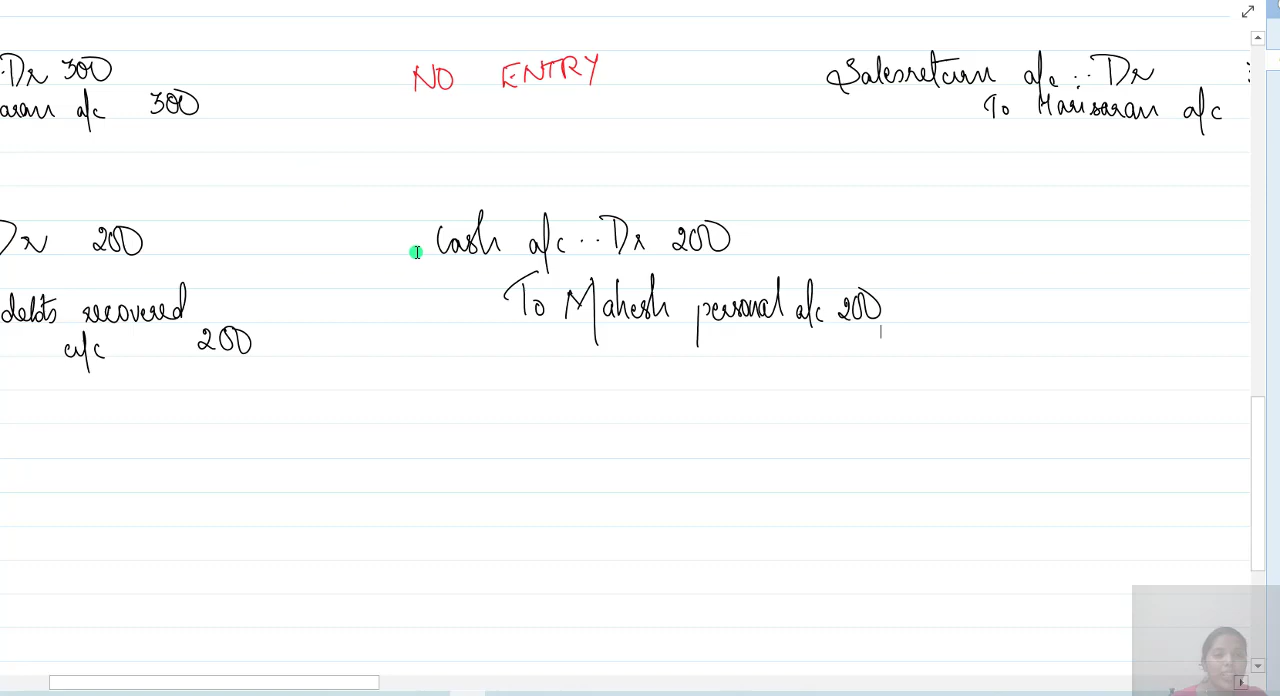 Dr 300 NO ENTRY Salesreturn a/c .. Dr
aran a/c 300 To Harisaran a/c
Dr 200 Cash a/c .. Dr 200
debts recovered To Mahesh personal a/c 200
a/c 200